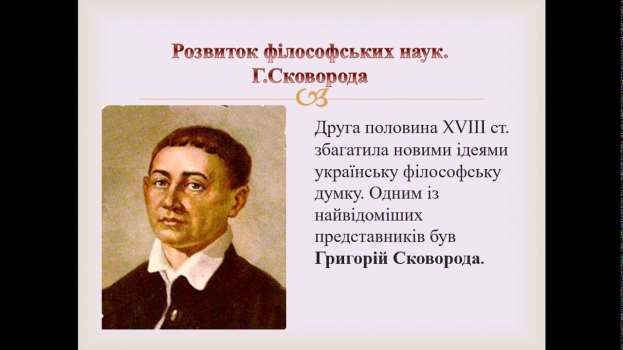 Розвиток філософських наук.
Г.Сковорода
Друга половина XVIII ст.
збагатила новими ідеями
українську філософську
думку. Одним із
найвідоміших
представників був
Григорій Сковорода.